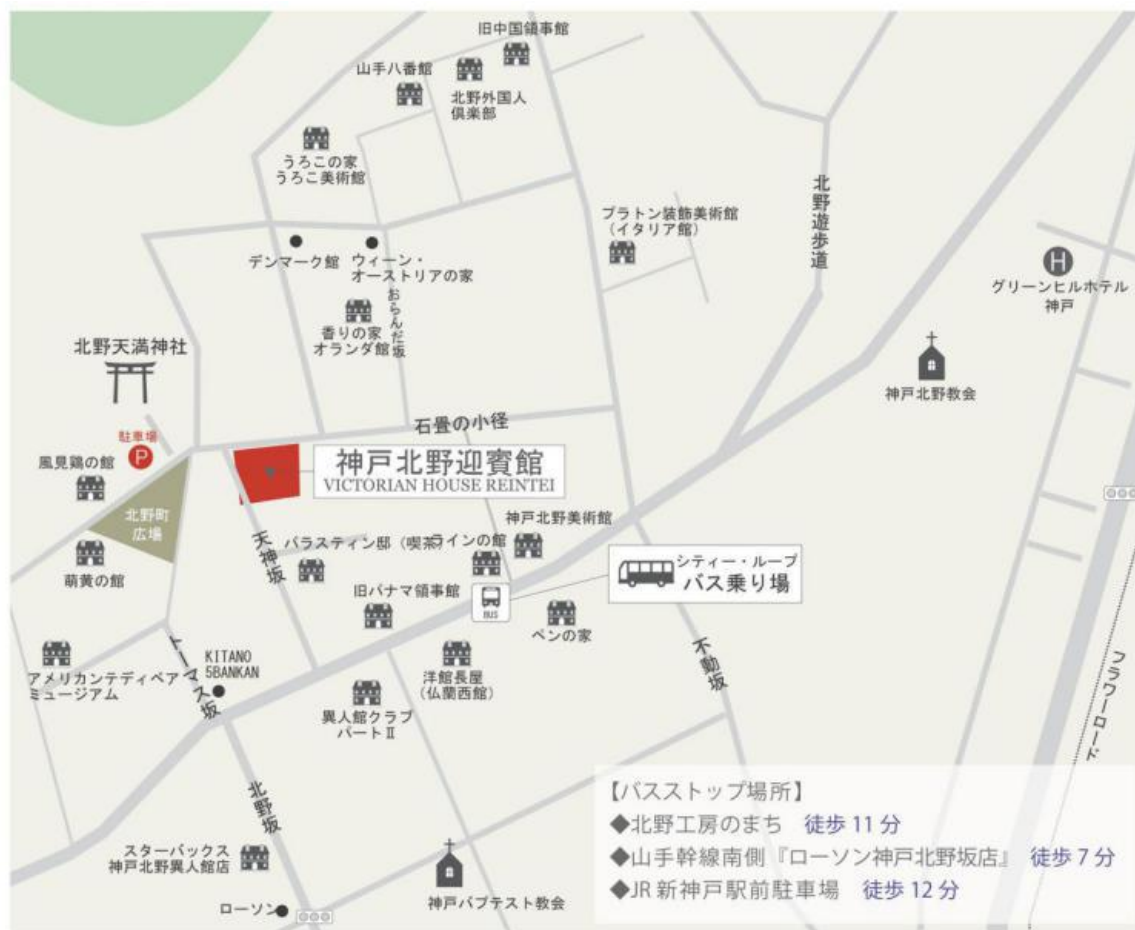 旧中国領事館
山手八番館
北野外国人
倶楽部
うろこの家
うろこ美術館
プラトン装飾美術館
（イタリア館）
北野遊歩道
デンマーク館
ウィーン・
オーストリアの家
H
グリーンヒルホテル
神戸
香りの家
オランダ館
おらんだ坂
北野天満神社
神戸北野教会
石畳の小径
駐車場
P
風見鶏の館
神戸北野迎賓館
VICTORIAN HOUSE REINTEI
北野町
広場
神戸北野美術館
天神坂
パラスティン邸（喫茶）
ラインの館
シティー・ループ
バス乗り場
萌黄の館
旧パナマ領事館
BUS
ペンの家
不動坂
トーマス坂
KITANO
5BANKAN
アメリカンテディベア
ミュージアム
洋館長屋
（仏蘭西館）
フラワーロード
異人館クラブ
パートⅡ
北野坂
【バスストップ場所】
◆北野工房のまち 徒歩 11 分
◆山手幹線南側『ローソン神戸北野坂店』 徒歩 7 分
◆JR 新神戸駅前駐車場 徒歩 12 分
スターバックス
神戸北野異人館店
ローソン
神戸バプテスト教会